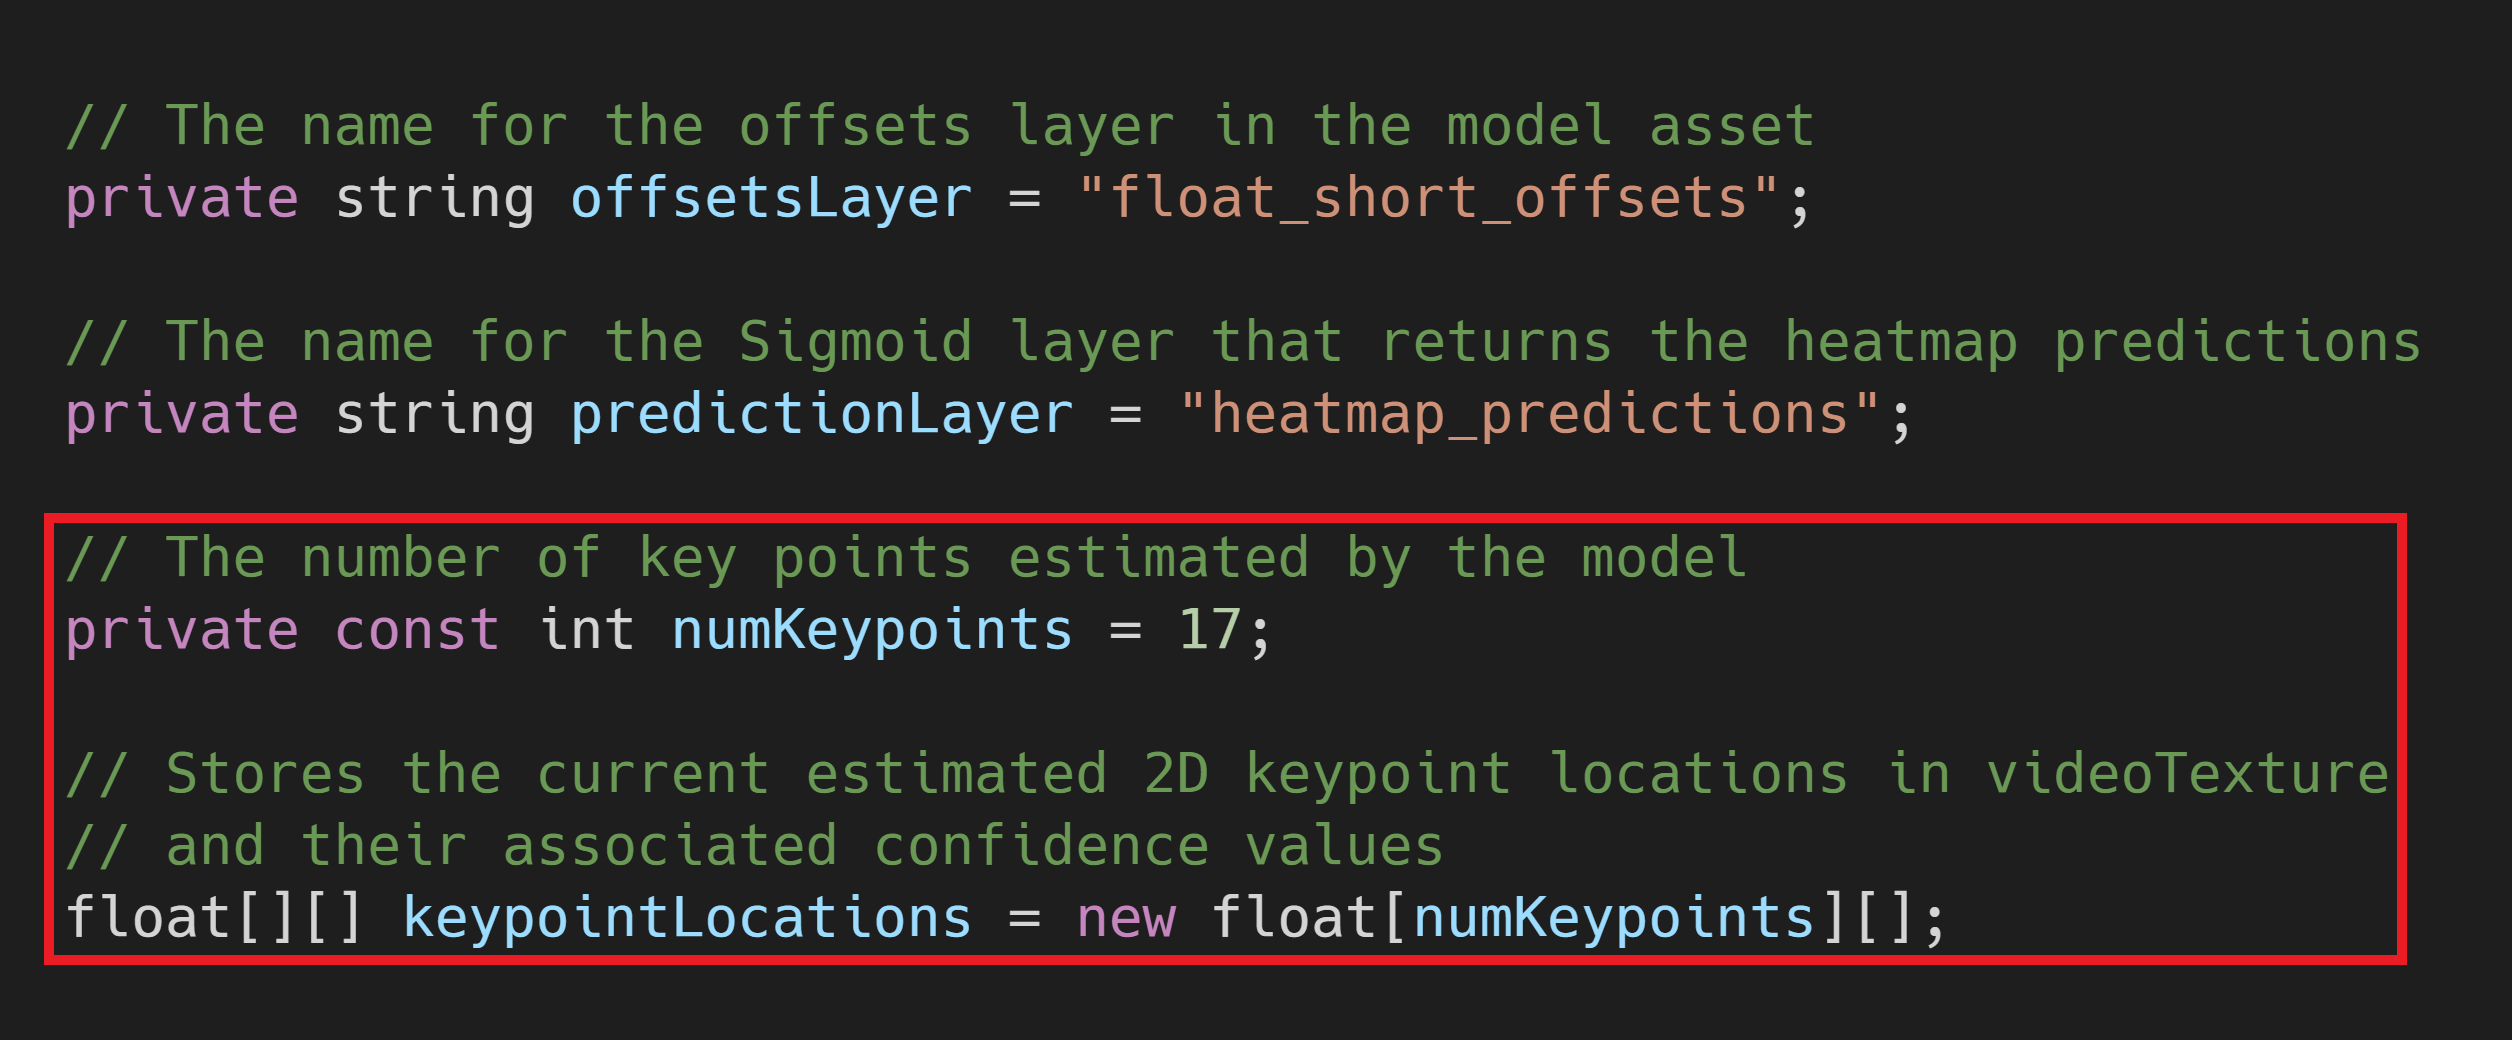 // The name for the offsets layer in the model asset
private string offsetsLayer = "float_short_offsets";
// The name for the Sigmoid layer that returns the heatmap predictions
private string predictionLayer = "heatmap_predictions";
// The number of key points estimated by the model
private const int numKeypoints = 17;
// Stores the current estimated 2D keypoint locations in videoTexture
// and their associated confidence values
float[][] keypointLocations = new float[numKeypoints][];